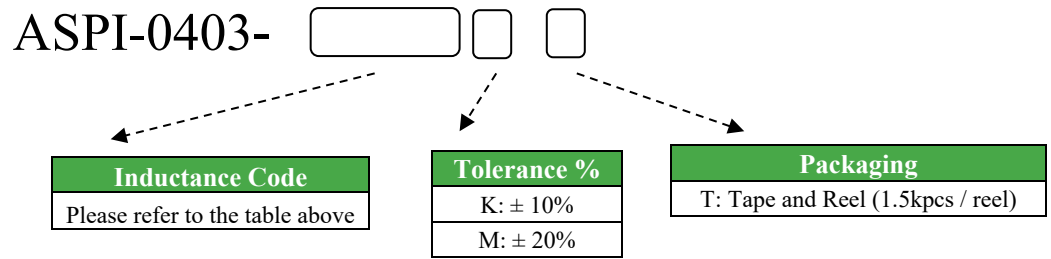 ASPI-0403-
Inductance Code
Please refer to the table above
Tolerance %
K: ± 10%
M: ± 20%
Packaging
T: Tape and Reel (1.5kpcs / reel)